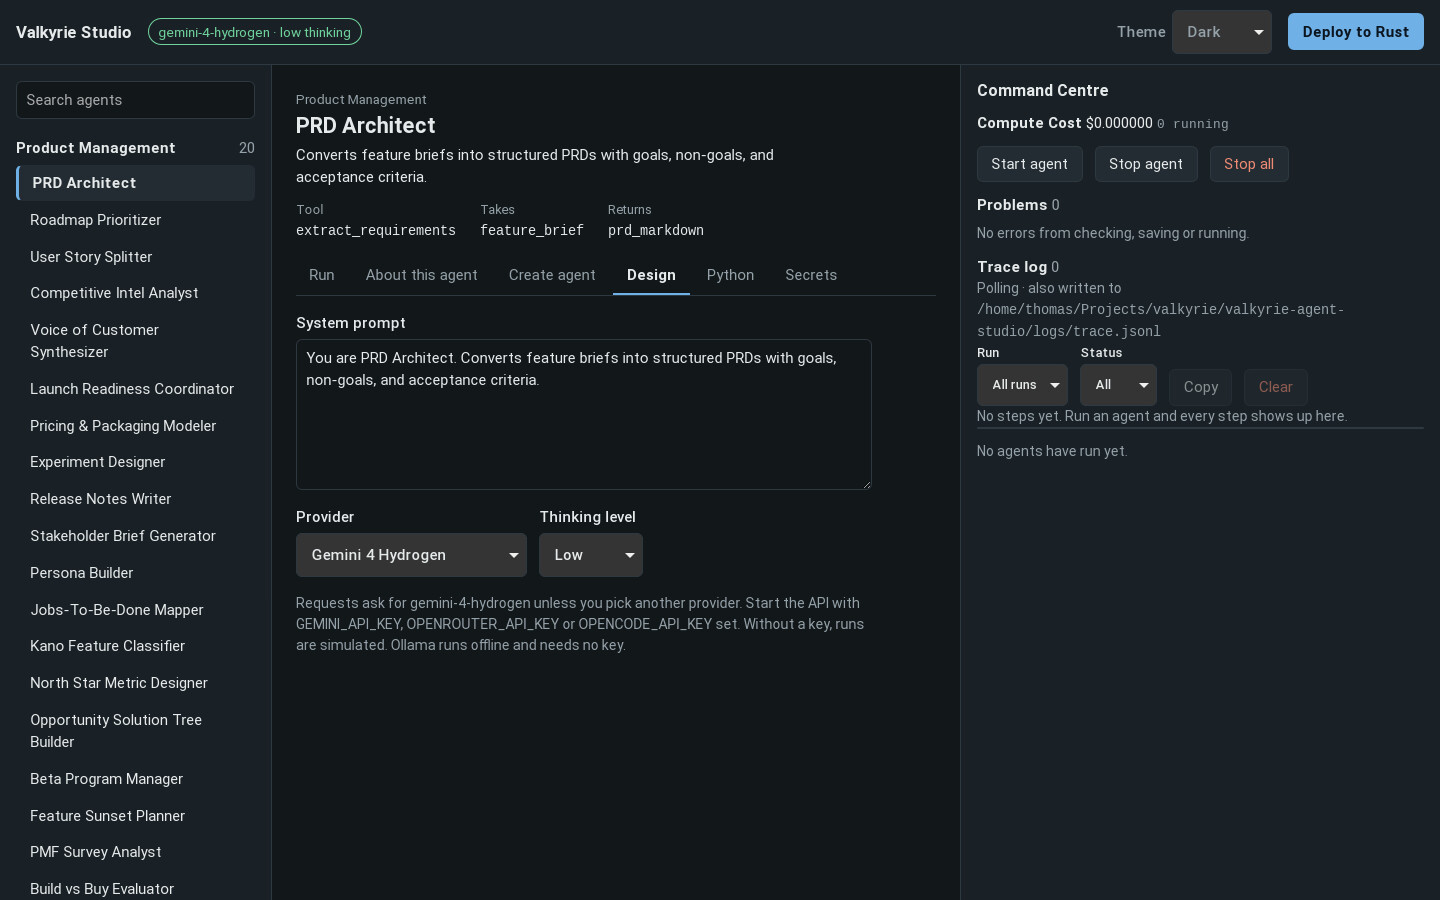 Valkyrie Studio
gemini-4-hydrogen · low thinking
Theme
Dark
Deploy to Rust
Search agents
Product Management 20
PRD Architect
Roadmap Prioritizer
User Story Splitter
Competitive Intel Analyst
Voice of Customer
Synthesizer
Launch Readiness Coordinator
Pricing & Packaging Modeler
Experiment Designer
Release Notes Writer
Stakeholder Brief Generator
Persona Builder
Jobs-To-Be-Done Mapper
Kano Feature Classifier
North Star Metric Designer
Opportunity Solution Tree
Builder
Beta Program Manager
Feature Sunset Planner
PMF Survey Analyst
Build vs Buy Evaluator
Product Management
PRD Architect
Converts feature briefs into structured PRDs with goals, non-goals, and
acceptance criteria.
Tool Takes Returns
extract_requirements feature_brief prd_markdown
Run About this agent Create agent Design Python Secrets
System prompt
You are PRD Architect. Converts feature briefs into structured PRDs with goals,
non-goals, and acceptance criteria.
Provider Thinking level
Gemini 4 Hydrogen Low
Requests ask for gemini-4-hydrogen unless you pick another provider. Start the API with
GEMINI_API_KEY, OPENROUTER_API_KEY or OPENCODE_API_KEY set. Without a key, runs
are simulated. Ollama runs offline and needs no key.
Command Centre
Compute Cost $0.000000 0 running
Start agent Stop agent Stop all
Problems 0
No errors from checking, saving or running.
Trace log 0
Polling · also written to
/home/thomas/Projects/valkyrie/valkyrie-agent-
studio/logs/trace.jsonl
Run Status
All runs All Copy Clear
No steps yet. Run an agent and every step shows up here.
No agents have run yet.